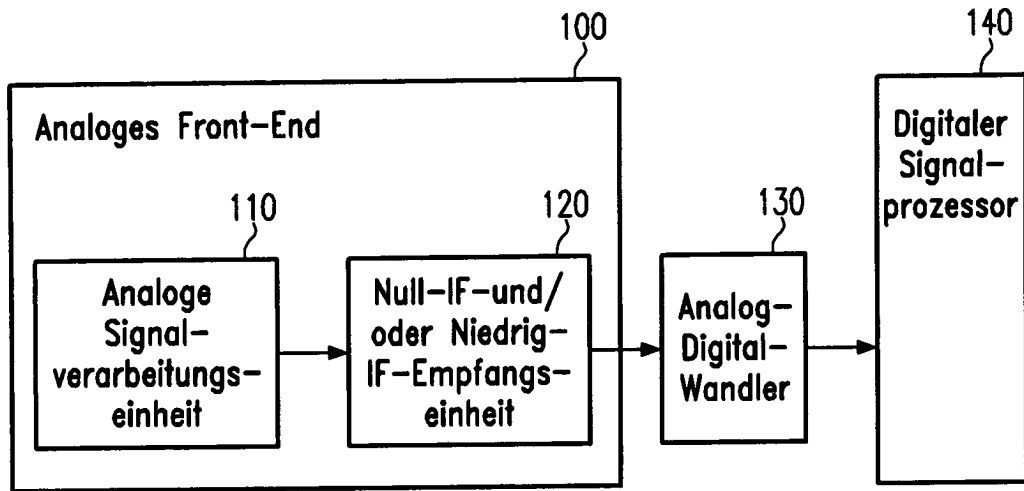 100
140
Analoges Front-End
Digitaler
Signal-
prozessor
110
120
130
Analoge
Signal-
verarbeitungs-
einheit
Null-IF-und/
oder Niedrig-
IF-Empfangs-
einheit
Analog-
Digital-
Wandler